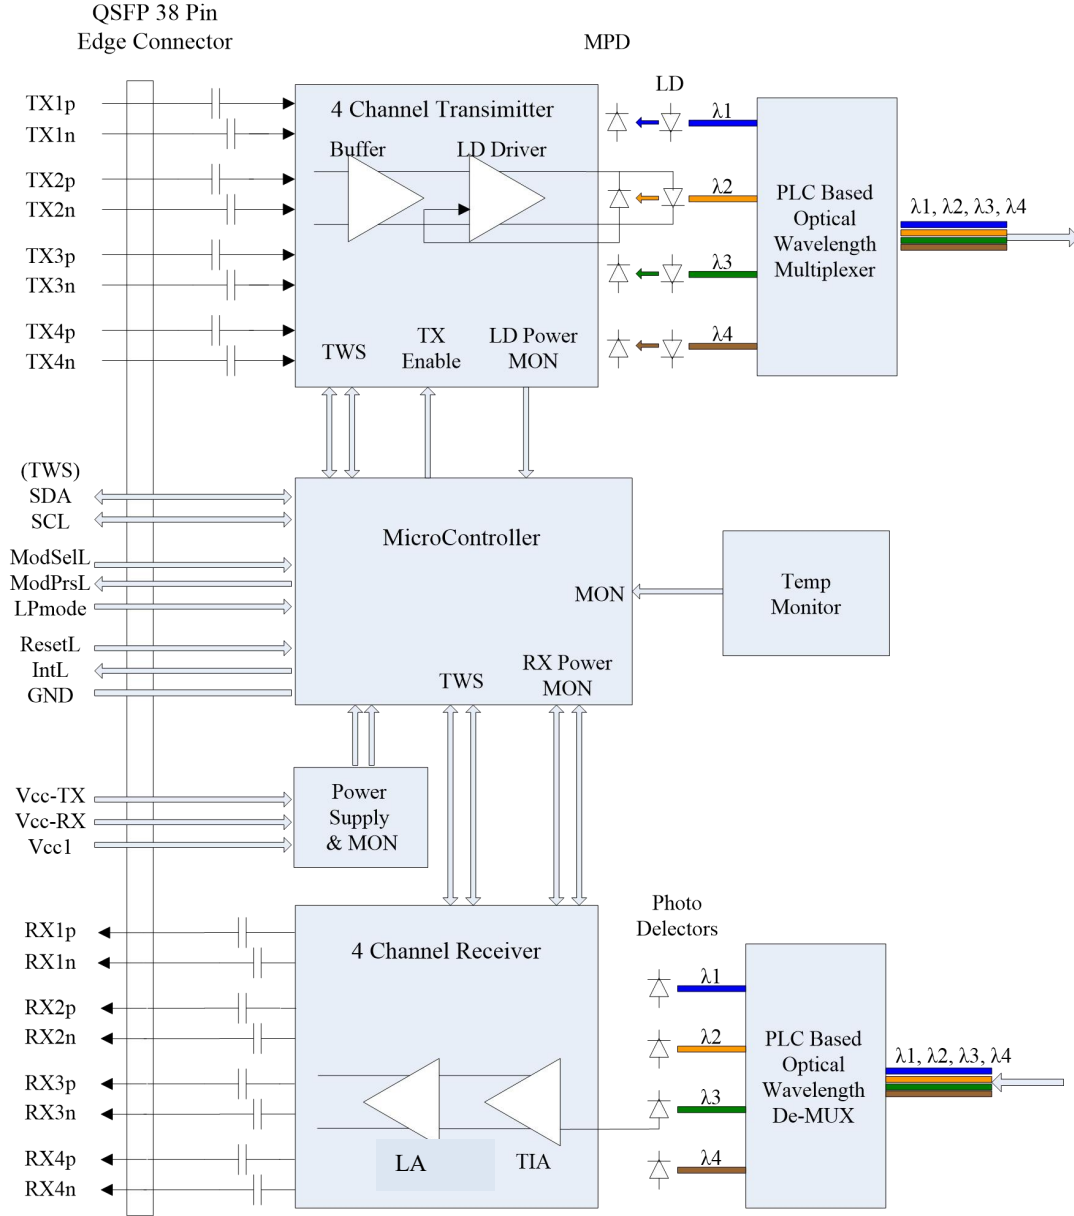 QSFP 38 Pin
Edge Connector
MPD
LD
TX1p
TX1n
TX2p
TX2n
TX3p
TX3n
TX4p
TX4n
4 Channel Transimitter
Buffer
LD Driver
TWS
TX
Enable
LD Power
MON
λ1
λ2
λ3
λ4
PLC Based
Optical
Wavelength
Multiplexer
λ1, λ2, λ3, λ4
(TWS)
SDA
SCL
ModSelL
ModPrsL
LPmode
ResetL
IntL
GND
MicroController
MON
TWS
RX Power
MON
Temp
Monitor
Vcc-TX
Vcc-RX
Vcc1
Power
Supply
& MON
RX1p
RX1n
RX2p
RX2n
RX3p
RX3n
RX4p
RX4n
4 Channel Receiver
LA
TIA
Photo
Delectors
λ1
λ2
λ3
λ4
PLC Based
Optical
Wavelength
De-MUX
λ1, λ2, λ3, λ4